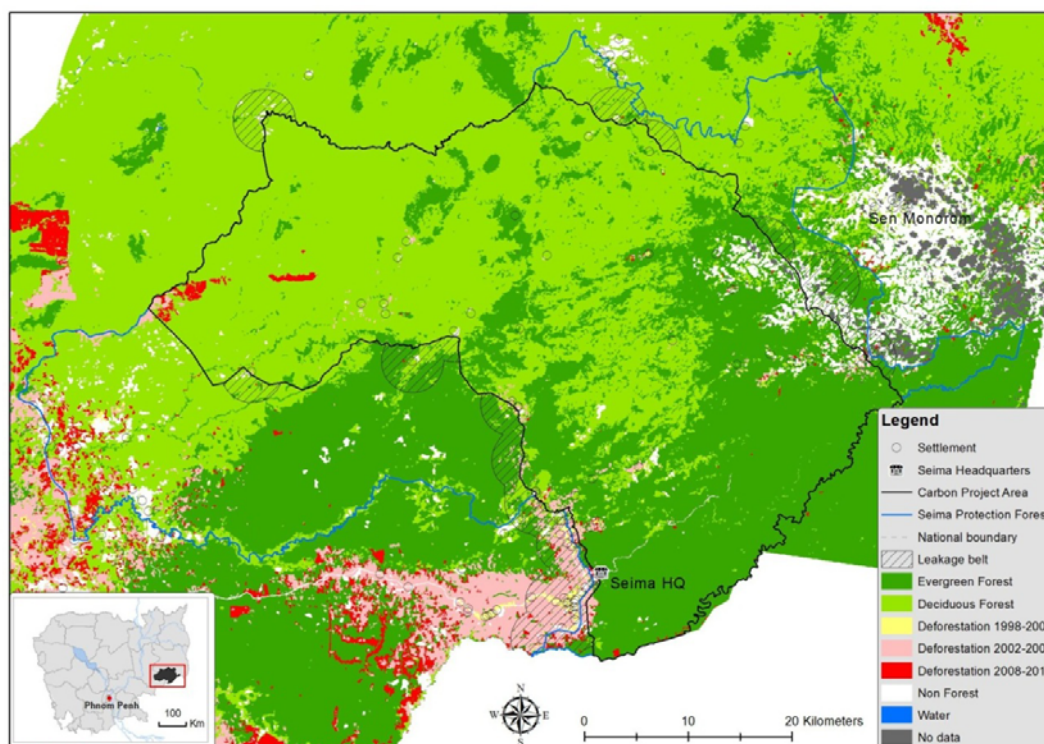 Sen Monorom
Seima HQ
Legend
Settlement
Seima Headquarters
Carbon Project Area
Seima Protection Fores
National boundary
Leakage belt
Evergreen Forest
Deciduous Forest
Deforestation 1998-200
Deforestation 2002-200
Deforestation 2008-201
Non Forest
Water
No data
Phnom Penh
100
Km
N
W
E
S
0
10
20 Kilometers